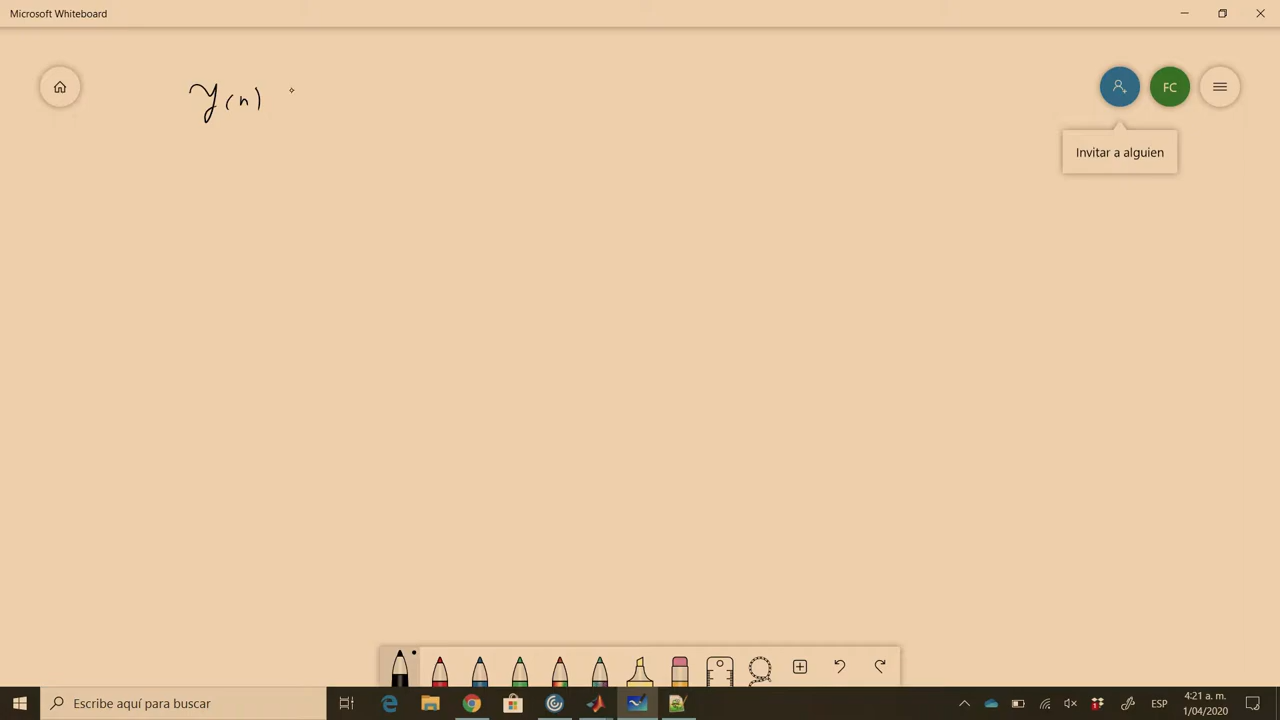 Microsoft Whiteboard
y(n)
FC
Invitar a alguien
Escribe aquí para buscar
ESP
4:21 a. m.
1/04/2020